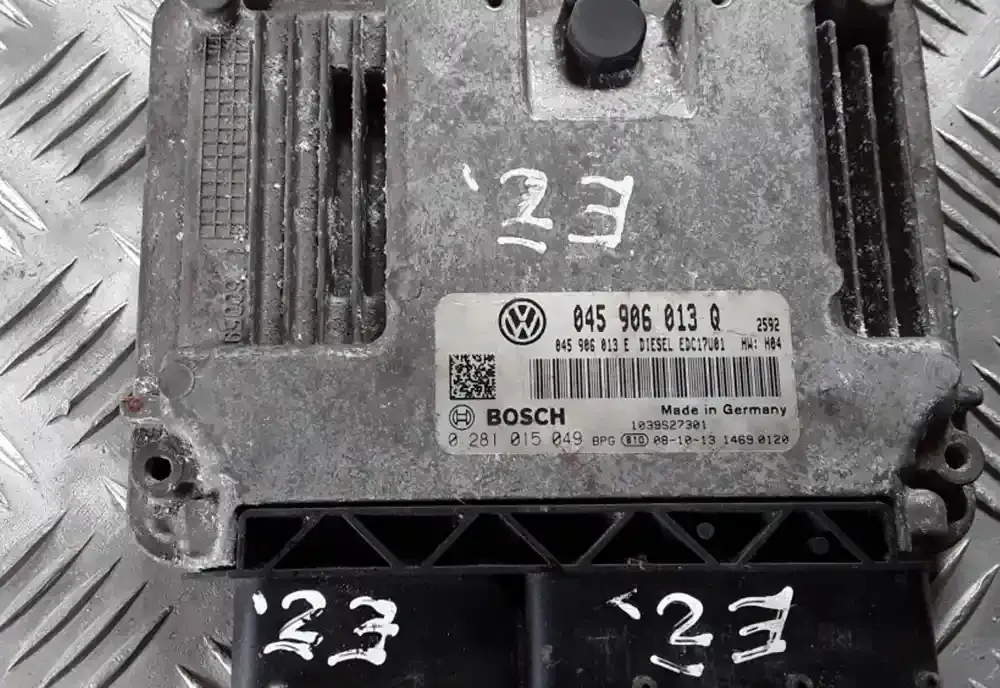 '23
045 906 013 Q 2592
045 906 013 E DIESEL EDC17U01 HW: H04
BOSCH Made in Germany
1039S27301
0 281 015 049 BPG 810 08-10-13 1469 0120
'23 '23